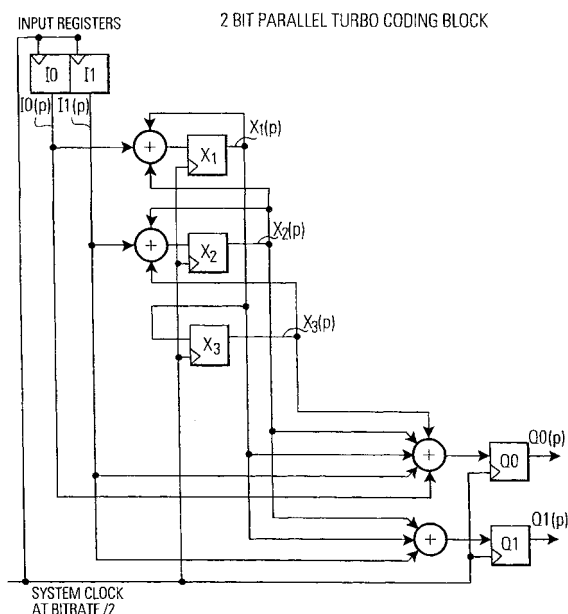 2 BIT PARALLEL TURBO CODING BLOCK
INPUT REGISTERS
I0 I1
I0(p) I1(p)
+ X1 X1(p)
+ X2 X2(p)
X3 X3(p)
+ Q0 Q0(p)
+ Q1 Q1(p)
SYSTEM CLOCK
AT BITRATE /2